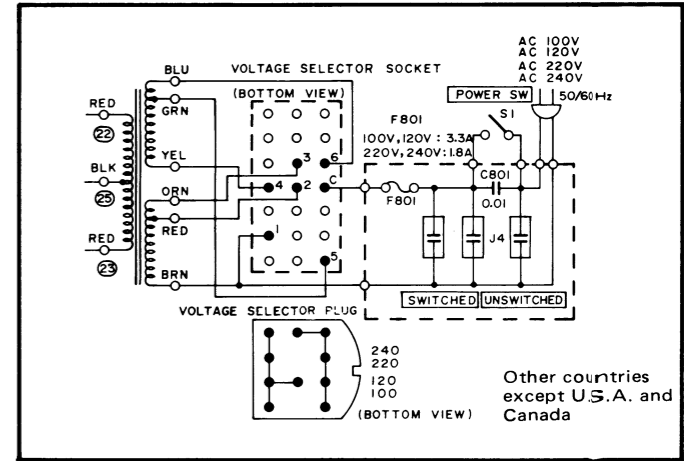 AC 100V
AC 120V
AC 220V
AC 240V
50/60Hz
POWER SW
S1
BLU
VOLTAGE SELECTOR SOCKET
(BOTTOM VIEW)
RED
GRN
22
F801
100V,120V : 3.3A
220V,240V:1.8A
YEL
3
6
BLK
25
ORN
4
2
C
F801
C801
0.01
RED
1
J4
RED
23
BRN
5
SWITCHED
UNSWITCHED
VOLTAGE SELECTOR PLUG
240
220
120
100
(BOTTOM VIEW)
Other countries
except U.S.A. and
Canada